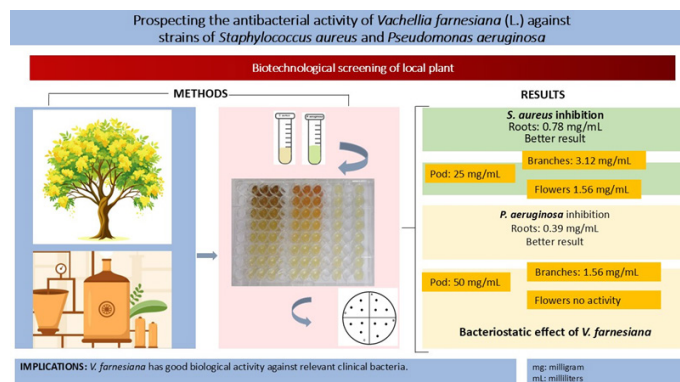 Prospecting the antibacterial activity of Vachellia farnesiana (L.) against
strains of Staphylococcus aureus and Pseudomonas aeruginosa
Biotechnological screening of local plant
METHODS
RESULTS
S. aureus inhibition
Roots: 0.78 mg/mL
Better result
Branches: 3.12 mg/mL
Pod: 25 mg/mL
Flowers 1.56 mg/mL
P. aeruginosa inhibition
Roots: 0.39 mg/mL
Better result
Branches: 1.56 mg/mL
Pod: 50 mg/mL
Flowers no activity
Bacteriostatic effect of V. farnesiana
IMPLICATIONS: V. farnesiana has good biological activity against relevant clinical bacteria.
mg: milligram
mL: milliliters